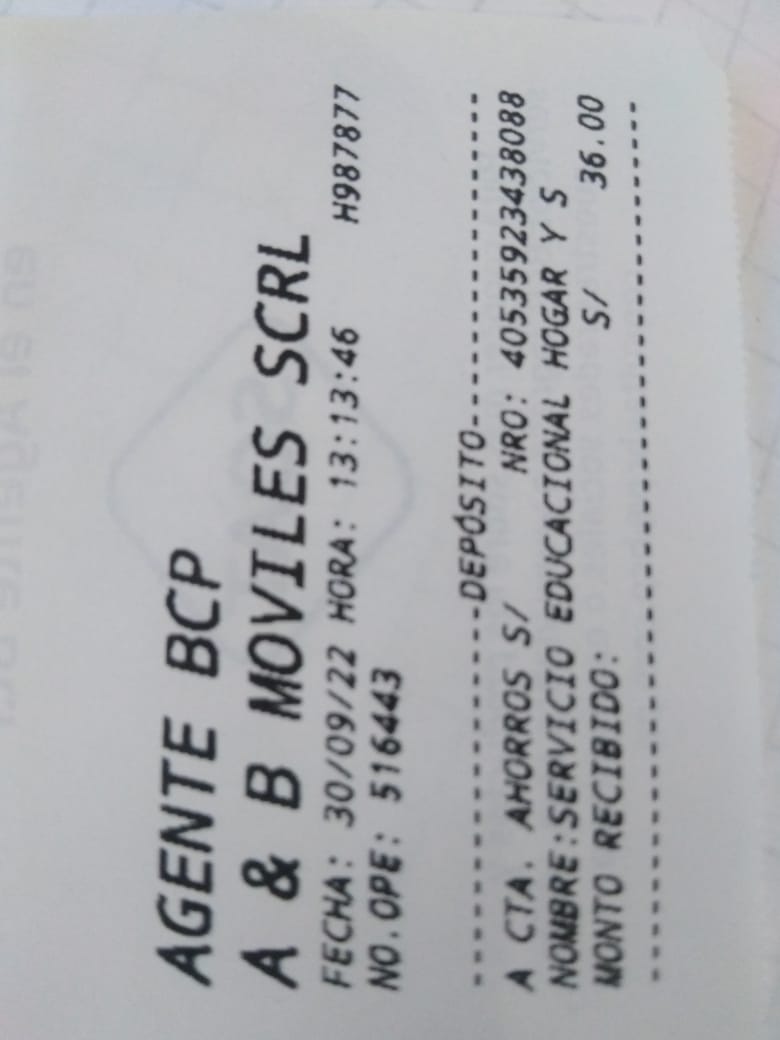 AGENTE BCP
A & B MOVILES SCRL
FECHA: 30/09/22 HORA: 13:13:46 H987877
NO.OPE: 516443
-----------------DEPÓSITO-----------------
A CTA. AHORROS S/ NRO: 40535923438088
NOMBRE:SERVICIO EDUCACIONAL HOGAR Y S
MONTO RECIBIDO: S/ 36.00
------------------------------------------